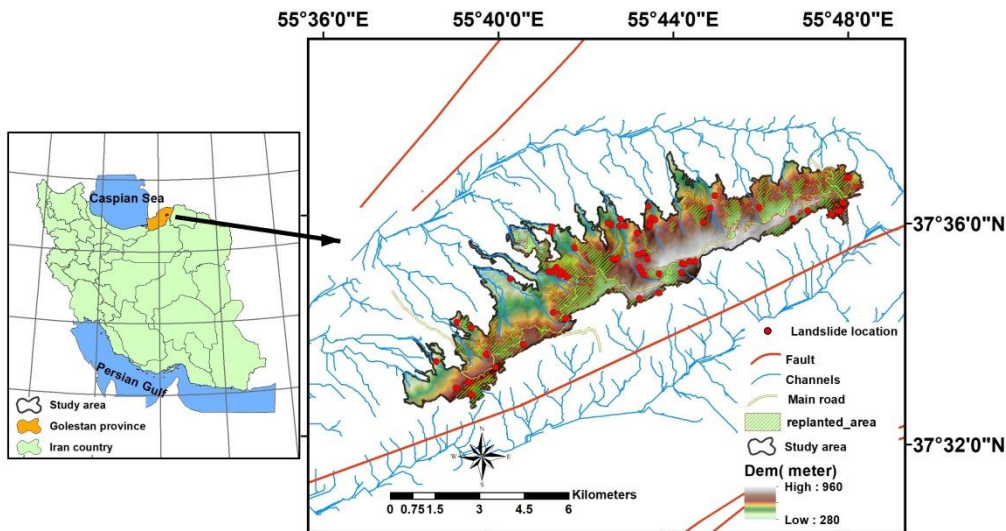 55°36'0"E 55°40'0"E 55°44'0"E 55°48'0"E
Caspian Sea
Persian Gulf
Study area
Golestan province
Iran country
37°36'0"N
37°32'0"N
Landslide location
Fault
Channels
Main road
replanted_area
Study area
Dem( meter)
High : 960
Low : 280
N
W E
S
Kilometers
0 0.75 1.5 3 4.5 6